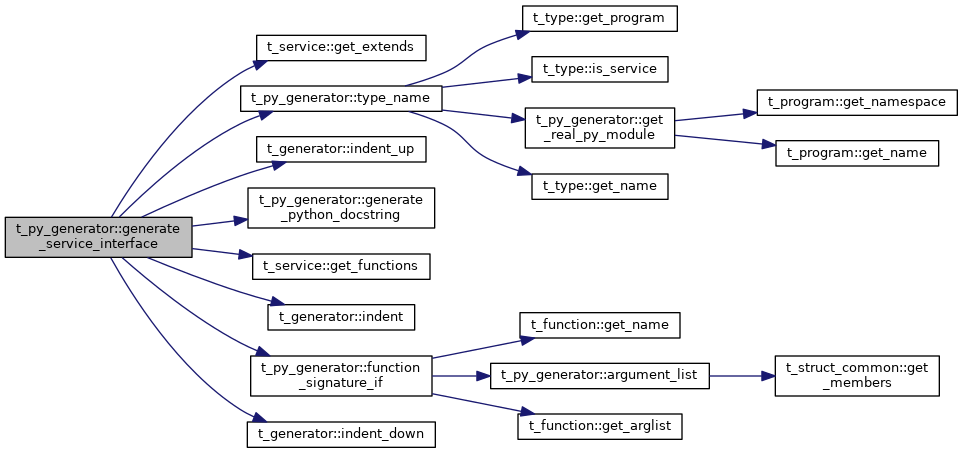 t_py_generator::generate
_service_interface
t_service::get_extends
t_py_generator::type_name
t_type::get_program
t_type::is_service
t_py_generator::get
_real_py_module
t_program::get_namespace
t_program::get_name
t_type::get_name
t_generator::indent_up
t_py_generator::generate
_python_docstring
t_service::get_functions
t_generator::indent
t_py_generator::function
_signature_if
t_function::get_name
t_py_generator::argument_list
t_struct_common::get
_members
t_function::get_arglist
t_generator::indent_down